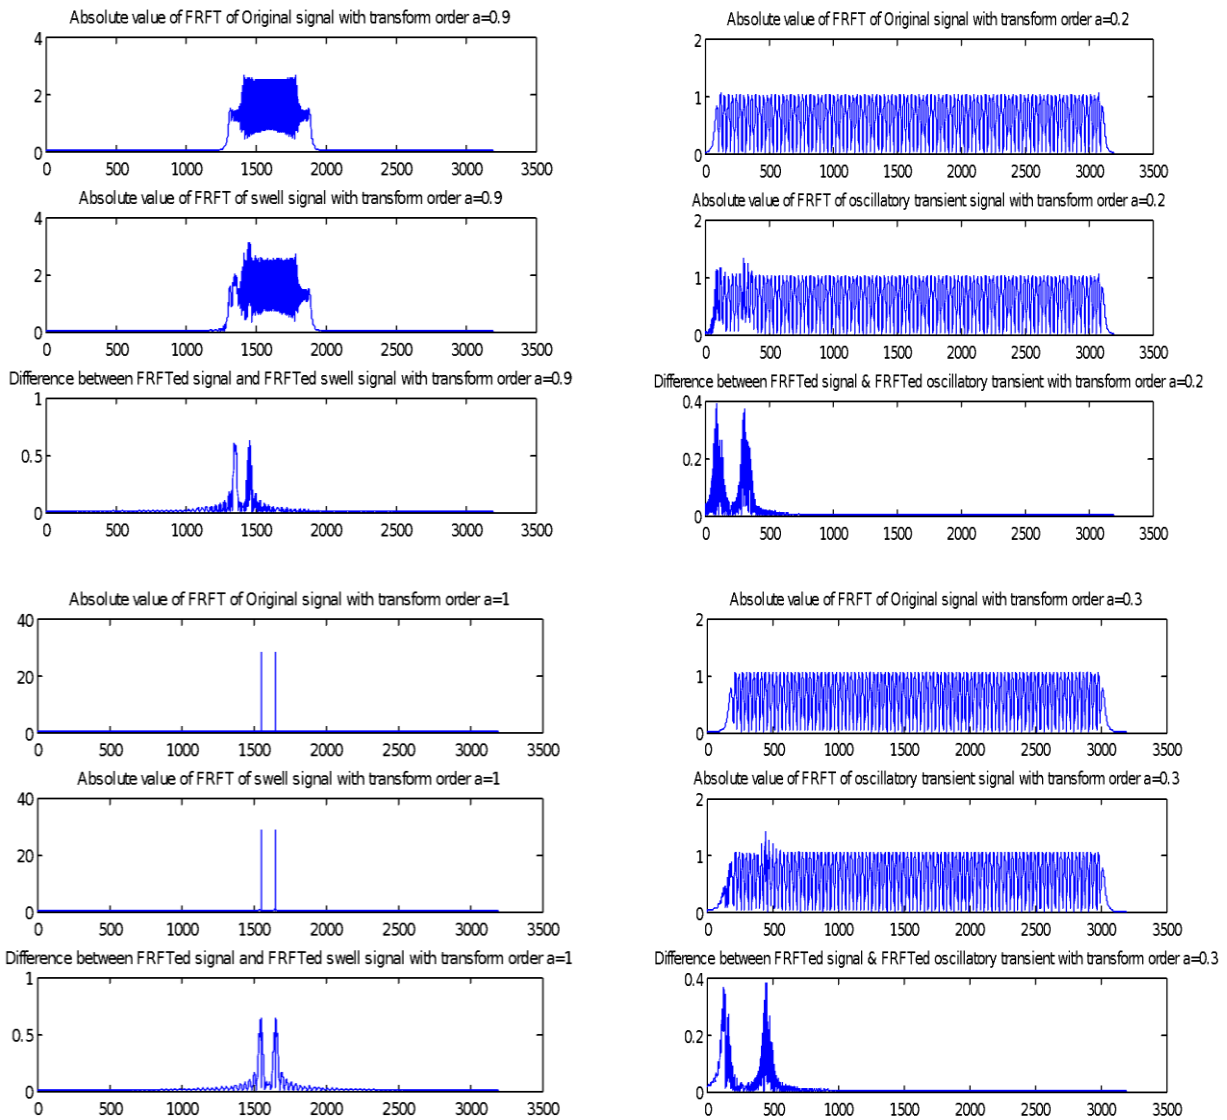 Absolute value of FRFT of Original signal with transform order a=0.9
4
2
0
0 500 1000 1500 2000 2500 3000 3500
Absolute value of FRFT of swell signal with transform order a=0.9
4
2
0
0 500 1000 1500 2000 2500 3000 3500
Difference between FRFTed signal and FRFTed swell signal with transform order a=0.9
1
0.5
0
0 500 1000 1500 2000 2500 3000 3500
Absolute value of FRFT of Original signal with transform order a=0.2
2
1
0
0 500 1000 1500 2000 2500 3000 3500
Absolute value of FRFT of oscillatory transient signal with transform order a=0.2
2
1
0
0 500 1000 1500 2000 2500 3000 3500
Difference between FRFTed signal & FRFTed oscillatory transient with transform order a=0.2
0.4
0.2
0
0 500 1000 1500 2000 2500 3000 3500
Absolute value of FRFT of Original signal with transform order a=1
40
20
0
0 500 1000 1500 2000 2500 3000 3500
Absolute value of FRFT of swell signal with transform order a=1
40
20
0
0 500 1000 1500 2000 2500 3000 3500
Difference between FRFTed signal and FRFTed swell signal with transform order a=1
1
0.5
0
0 500 1000 1500 2000 2500 3000 3500
Absolute value of FRFT of Original signal with transform order a=0.3
2
1
0
0 500 1000 1500 2000 2500 3000 3500
Absolute value of FRFT of oscillatory transient signal with transform order a=0.3
2
1
0
0 500 1000 1500 2000 2500 3000 3500
Difference between FRFTed signal & FRFTed oscillatory transient with transform order a=0.3
0.4
0.2
0
0 500 1000 1500 2000 2500 3000 3500